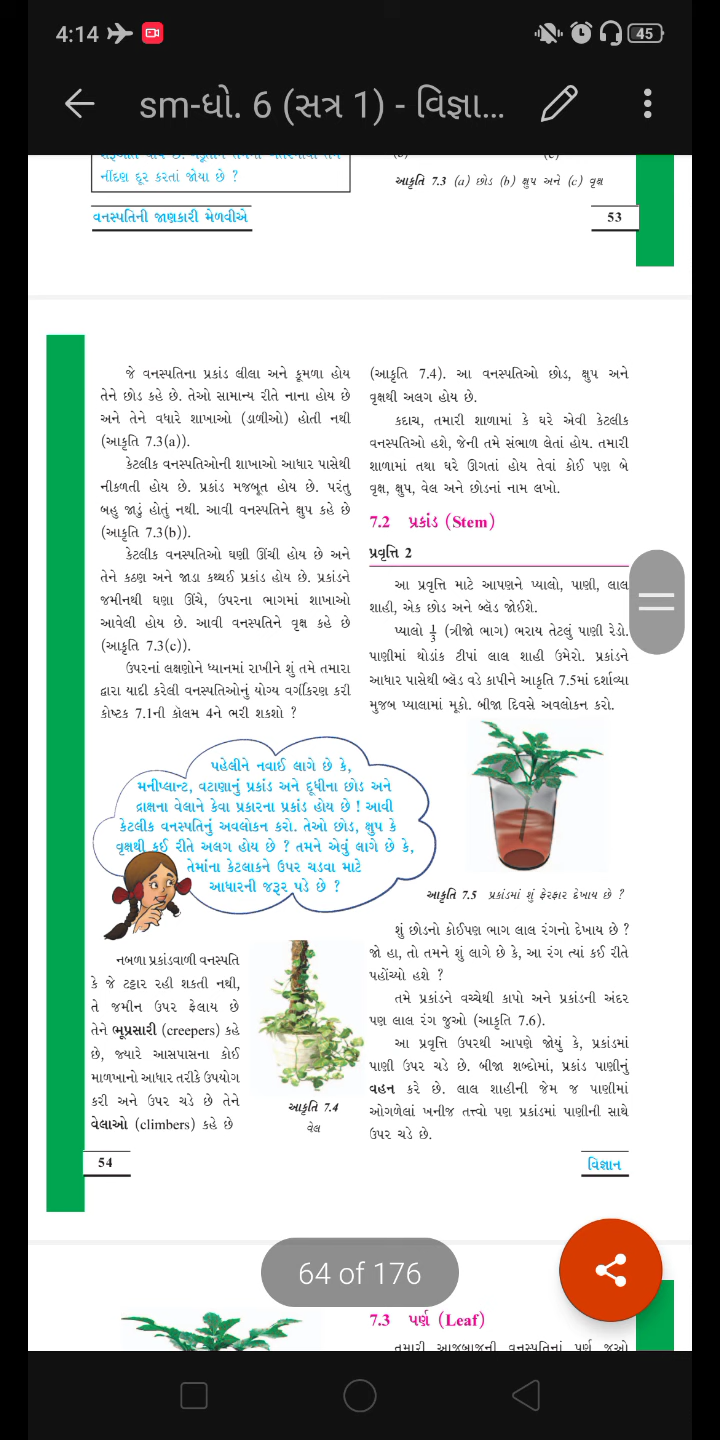 4:14
45
sm-ધો. 6 (સત્ર 1) - વિજ્ઞા...
નીંદણ દૂર કરતાં જોયા છે ?
આકૃતિ 7.3 (a) છોડ (b) ક્ષુપ અને (c) વૃક્ષ
વનસ્પતિની જાણકારી મેળવીએ
53
જે વનસ્પતિના પ્રકાંડ લીલા અને કૂમળા હોય
તેને છોડ કહે છે. તેઓ સામાન્ય રીતે નાના હોય છે
અને તેને વધારે શાખાઓ (ડાળીઓ) હોતી નથી
(આકૃતિ 7.3(a)).
કેટલીક વનસ્પતિઓની શાખાઓ આધાર પાસેથી
નીકળતી હોય છે. પ્રકાંડ મજબૂત હોય છે. પરંતુ
બહુ જાડું હોતું નથી. આવી વનસ્પતિને ક્ષુપ કહે છે
(આકૃતિ 7.3(b)).
કેટલીક વનસ્પતિઓ ઘણી ઊંચી હોય છે અને
તેને કઠણ અને જાડા કથ્થઈ પ્રકાંડ હોય છે. પ્રકાંડને
જમીનથી ઘણા ઊંચે, ઉપરના ભાગમાં શાખાઓ
આવેલી હોય છે. આવી વનસ્પતિને વૃક્ષ કહે છે
(આકૃતિ 7.3(c)).
ઉપરનાં લક્ષણોને ધ્યાનમાં રાખીને શું તમે તમારા
દ્વારા યાદી કરેલી વનસ્પતિઓનું યોગ્ય વર્ગીકરણ કરી
કોષ્ટક 7.1ની કૉલમ 4ને ભરી શકશો ?
પહેલીને નવાઈ લાગે છે કે,
મનીપ્લાન્ટ, વટાણાનું પ્રકાંડ અને દૂધીના છોડ અને
દ્રાક્ષના વેલાને કેવા પ્રકારના પ્રકાંડ હોય છે ! આવી
કેટલીક વનસ્પતિનું અવલોકન કરો. તેઓ છોડ, ક્ષુપ કે
વૃક્ષથી કઈ રીતે અલગ હોય છે ? તમને એવું લાગે છે કે,
તેમાંના કેટલાકને ઉપર ચડવા માટે
આધારની જરૂર પડે છે ?
નબળા પ્રકાંડવાળી વનસ્પતિ
કે જે ટટ્ટાર રહી શકતી નથી,
તે જમીન ઉપર ફેલાય છે
તેને ભૂપ્રસારી (creepers) કહે
છે, જ્યારે આસપાસના કોઈ
માળખાનો આધાર તરીકે ઉપયોગ
કરી અને ઉપર ચડે છે તેને
વેલાઓ (climbers) કહે છે
આકૃતિ 7.4
વેલ
(આકૃતિ 7.4). આ વનસ્પતિઓ છોડ, ક્ષુપ અને
વૃક્ષથી અલગ હોય છે.
કદાચ, તમારી શાળામાં કે ઘરે એવી કેટલીક
વનસ્પતિઓ હશે, જેની તમે સંભાળ લેતાં હોય. તમારી
શાળામાં તથા ઘરે ઊગતાં હોય તેવાં કોઈ પણ બે
વૃક્ષ, ક્ષુપ, વેલ અને છોડનાં નામ લખો.
7.2 પ્રકાંડ (Stem)
પ્રવૃત્તિ 2
આ પ્રવૃત્તિ માટે આપણને પ્યાલો, પાણી, લાલ
શાહી, એક છોડ અને બ્લૅડ જોઈશે.
પ્યાલો 1/3 (ત્રીજો ભાગ) ભરાય તેટલું પાણી રેડો.
પાણીમાં થોડાંક ટીપાં લાલ શાહી ઉમેરો. પ્રકાંડને
આધાર પાસેથી બ્લૅડ વડે કાપીને આકૃતિ 7.5માં દર્શાવ્યા
મુજબ પ્યાલામાં મૂકો. બીજા દિવસે અવલોકન કરો.
આકૃતિ 7.5 પ્રકાંડમાં શું ફેરફાર દેખાય છે ?
શું છોડનો કોઈપણ ભાગ લાલ રંગનો દેખાય છે ?
જો હા, તો તમને શું લાગે છે કે, આ રંગ ત્યાં કઈ રીતે
પહોંચ્યો હશે ?
તમે પ્રકાંડને વચ્ચેથી કાપો અને પ્રકાંડની અંદર
પણ લાલ રંગ જુઓ (આકૃતિ 7.6).
આ પ્રવૃત્તિ ઉપરથી આપણે જોયું કે, પ્રકાંડમાં
પાણી ઉપર ચડે છે. બીજા શબ્દોમાં, પ્રકાંડ પાણીનું
વહન કરે છે. લાલ શાહીની જેમ જ પાણીમાં
ઓગળેલાં ખનીજ તત્ત્વો પણ પ્રકાંડમાં પાણીની સાથે
ઉપર ચડે છે.
54
વિજ્ઞાન
64 of 176
7.3 પર્ણ (Leaf)
તમારી આજુબાજુની વનસ્પતિનાં પર્ણ જુઓ